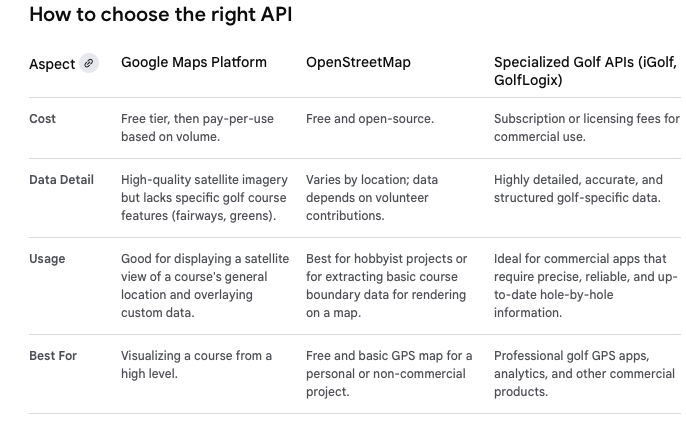 How to choose the right API
Aspect
Google Maps Platform
OpenStreetMap
Specialized Golf APIs (iGolf,
GolfLogix)
Cost
Free tier, then pay-per-use
based on volume.
Free and open-source.
Subscription or licensing fees for
commercial use.
Data Detail
High-quality satellite imagery
but lacks specific golf course
features (fairways, greens).
Varies by location; data
depends on volunteer
contributions.
Highly detailed, accurate, and
structured golf-specific data.
Usage
Good for displaying a satellite
view of a course's general
location and overlaying
custom data.
Best for hobbyist projects or
for extracting basic course
boundary data for rendering
on a map.
Ideal for commercial apps that
require precise, reliable, and up-
to-date hole-by-hole
information.
Best For
Visualizing a course from a
high level.
Free and basic GPS map for a
personal or non-commercial
project.
Professional golf GPS apps,
analytics, and other commercial
products.